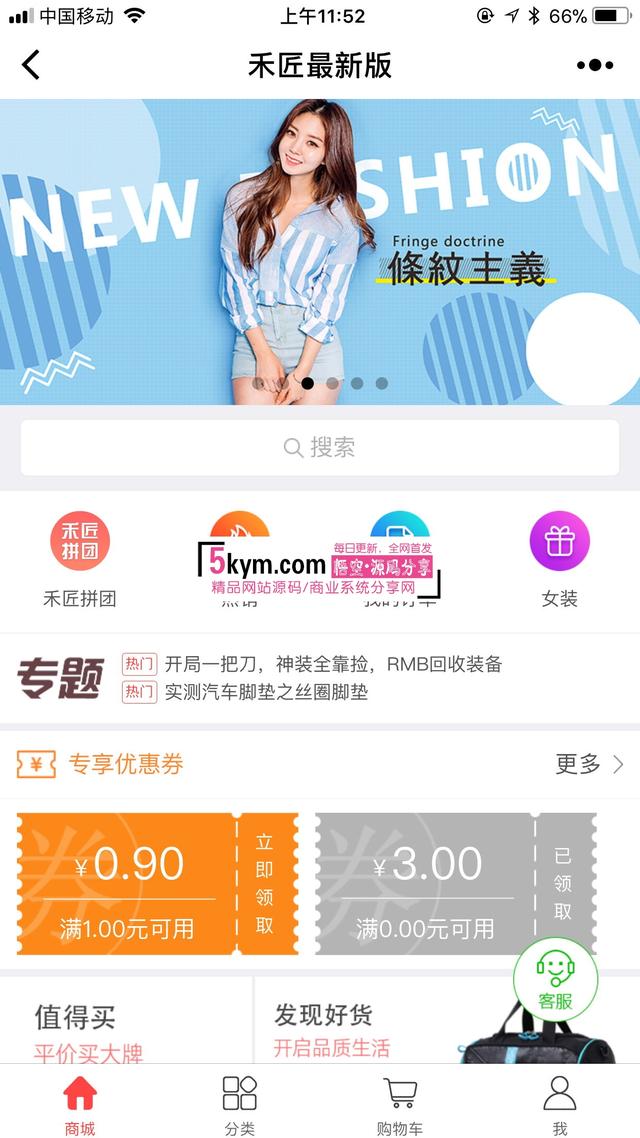 中国移动
上午11:52
66%
禾匠最新版
NEW FASHION
Fringe doctrine
條紋主義
搜索
禾匠
拼团
5kym.com
每日更新,全网首发
悟空·源码分享
精品网站源码/商业系统分享网
禾匠拼团
热销
我的订单
女装
专题
热门 开局一把刀,神装全靠捡,RMB回收装备
热门 实测汽车脚垫之丝圈脚垫
¥ 专享优惠券
更多
券 ¥0.90
满1.00元可用
立即领取
券 ¥3.00
满0.00元可用
已领取
客服
值得买
平价买大牌
发现好货
开启品质生活
商城
分类
购物车
我